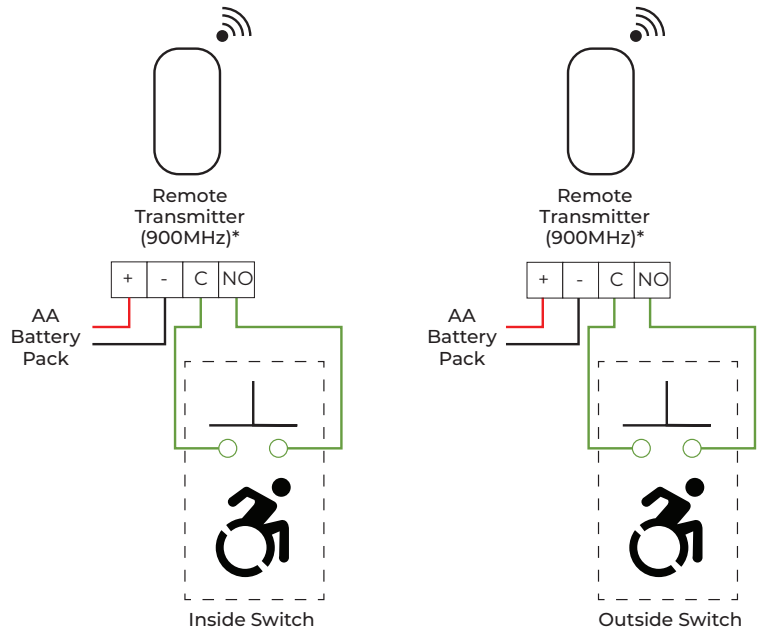 Remote
Transmitter
(900MHz)*
+ - C NO
AA
Battery
Pack
Inside Switch
Remote
Transmitter
(900MHz)*
+ - C NO
AA
Battery
Pack
Outside Switch